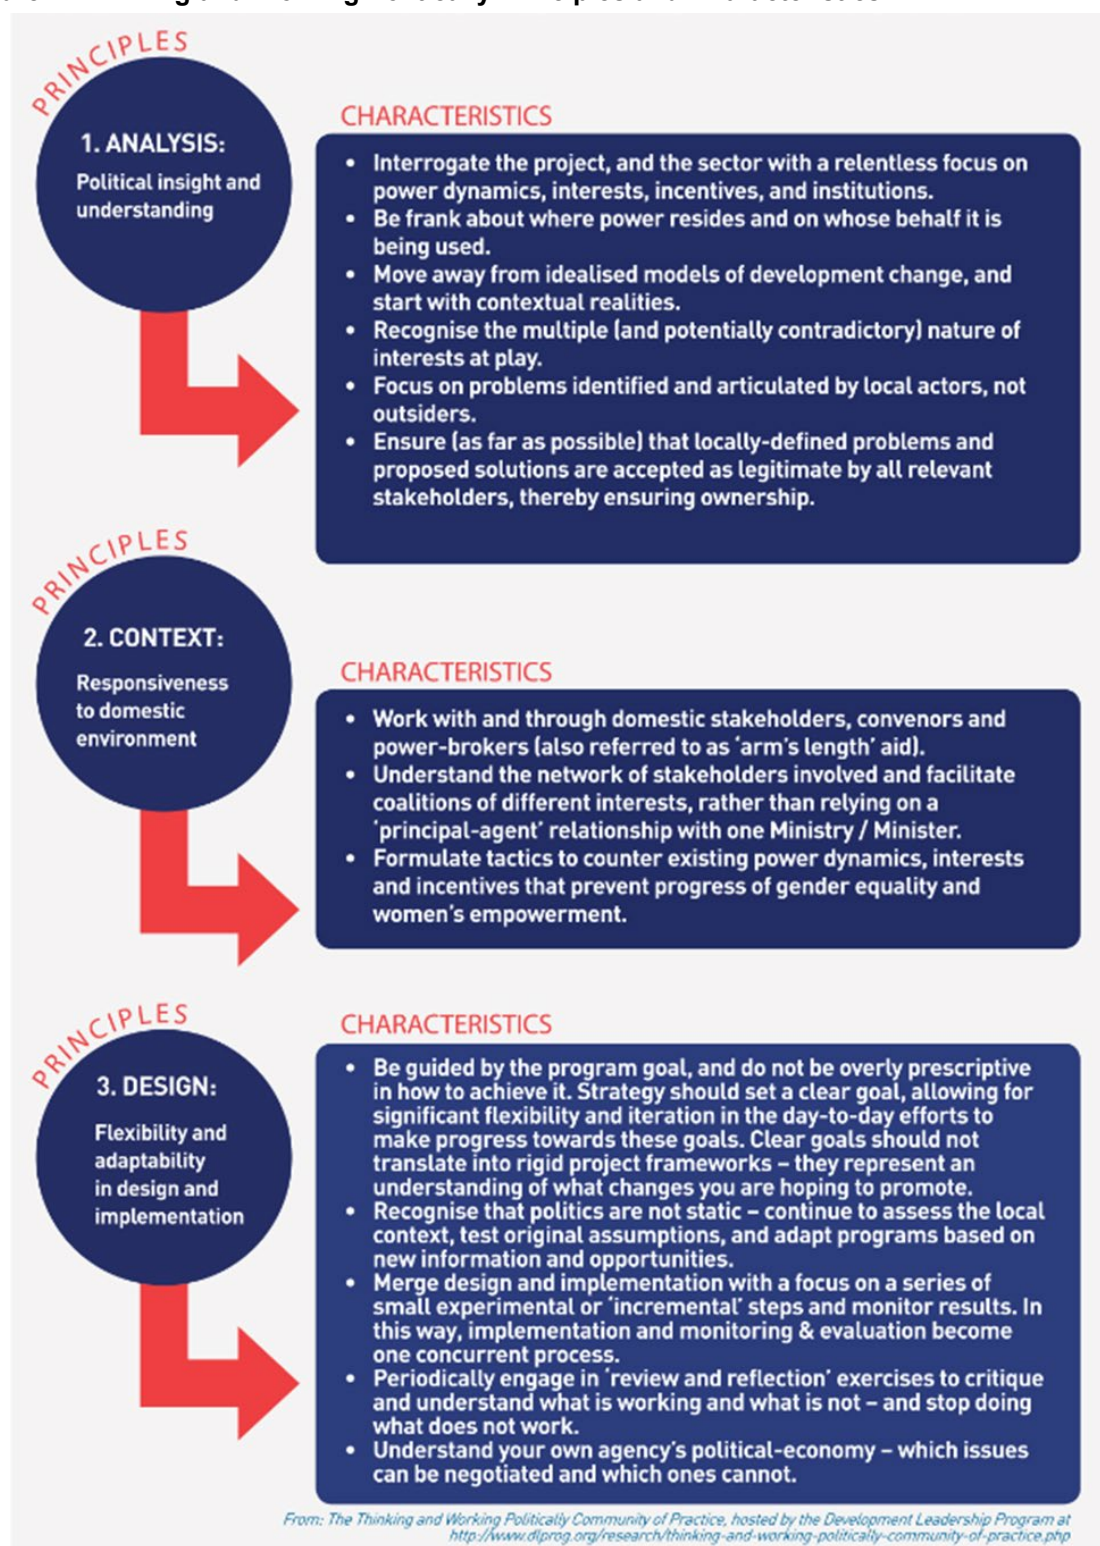 PRINCIPLES
1. ANALYSIS:
Political insight and
understanding
CHARACTERISTICS
• Interrogate the project, and the sector with a relentless focus on
power dynamics, interests, incentives, and institutions.
• Be frank about where power resides and on whose behalf it is
being used.
• Move away from idealised models of development change, and
start with contextual realities.
• Recognise the multiple (and potentially contradictory) nature of
interests at play.
• Focus on problems identified and articulated by local actors, not
outsiders.
• Ensure (as far as possible) that locally-defined problems and
proposed solutions are accepted as legitimate by all relevant
stakeholders, thereby ensuring ownership.
PRINCIPLES
2. CONTEXT:
Responsiveness
to domestic
environment
CHARACTERISTICS
• Work with and through domestic stakeholders, convenors and
power-brokers (also referred to as ‘arm’s length’ aid).
• Understand the network of stakeholders involved and facilitate
coalitions of different interests, rather than relying on a
‘principal-agent’ relationship with one Ministry / Minister.
• Formulate tactics to counter existing power dynamics, interests
and incentives that prevent progress of gender equality and
women’s empowerment.
PRINCIPLES
3. DESIGN:
Flexibility and
adaptability
in design and
implementation
CHARACTERISTICS
• Be guided by the program goal, and do not be overly prescriptive
in how to achieve it. Strategy should set a clear goal, allowing for
significant flexibility and iteration in the day-to-day efforts to
make progress towards these goals. Clear goals should not
translate into rigid project frameworks – they represent an
understanding of what changes you are hoping to promote.
• Recognise that politics are not static – continue to assess the local
context, test original assumptions, and adapt programs based on
new information and opportunities.
• Merge design and implementation with a focus on a series of
small experimental or ‘incremental’ steps and monitor results. In
this way, implementation and monitoring & evaluation become
one concurrent process.
• Periodically engage in ‘review and reflection’ exercises to critique
and understand what is working and what is not – and stop doing
what does not work.
• Understand your own agency’s political-economy – which issues
can be negotiated and which ones cannot.
From: The Thinking and Working Politically Community of Practice, hosted by the Development Leadership Program at
http://www.dlprog.org/research/thinking-and-working-politically-community-of-practice.php